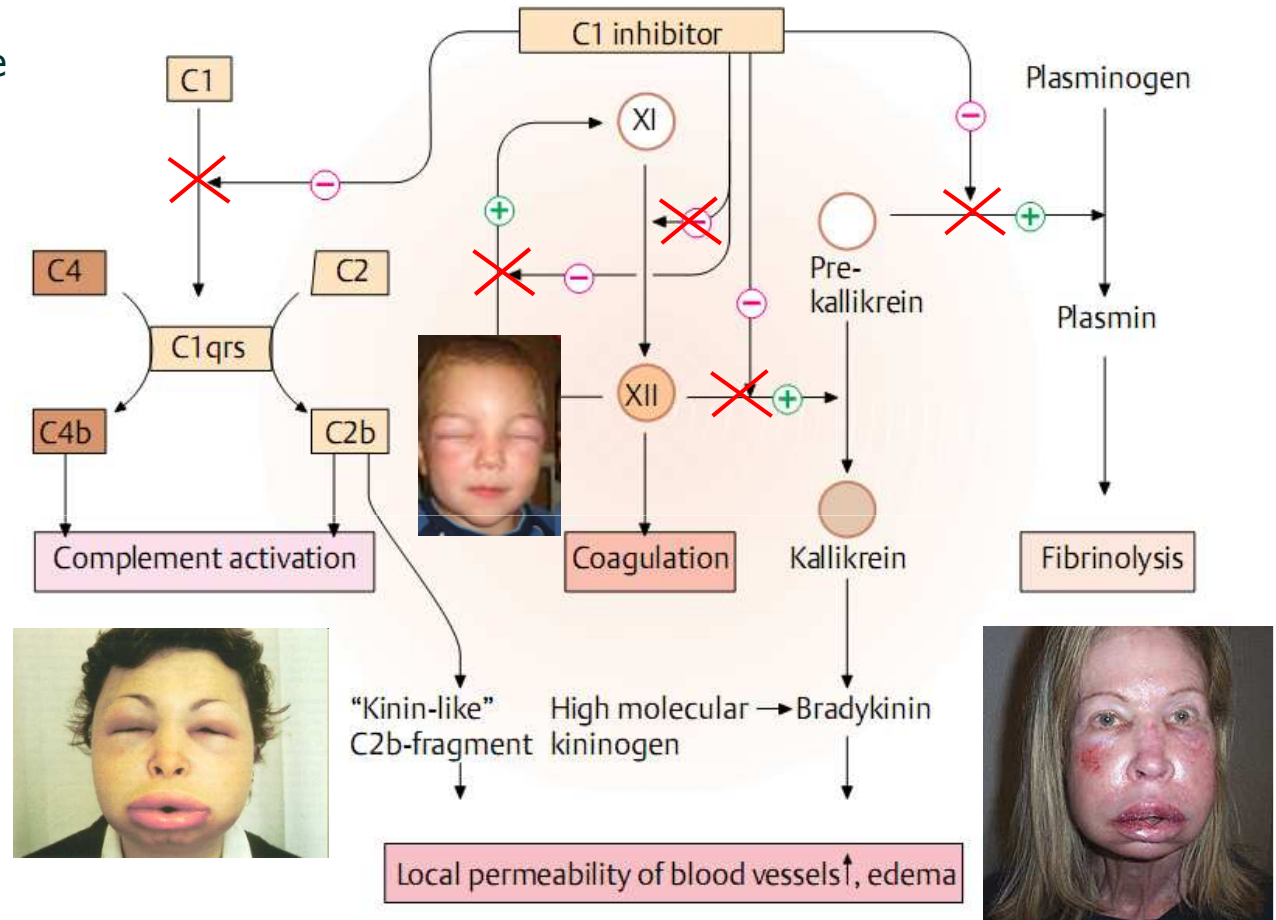 e
C1 inhibitor
C1
Plasminogen
XI
−
−
+
−
−
+
C4
C2
Pre-
kallikrein
−
Plasmin
C1qrs
XII
+
C4b
C2b
Complement activation
Coagulation
Kallikrein
Fibrinolysis
“Kinin-like”
C2b-fragment
High molecular
kininogen
Bradykinin
Local permeability of blood vessels↑, edema